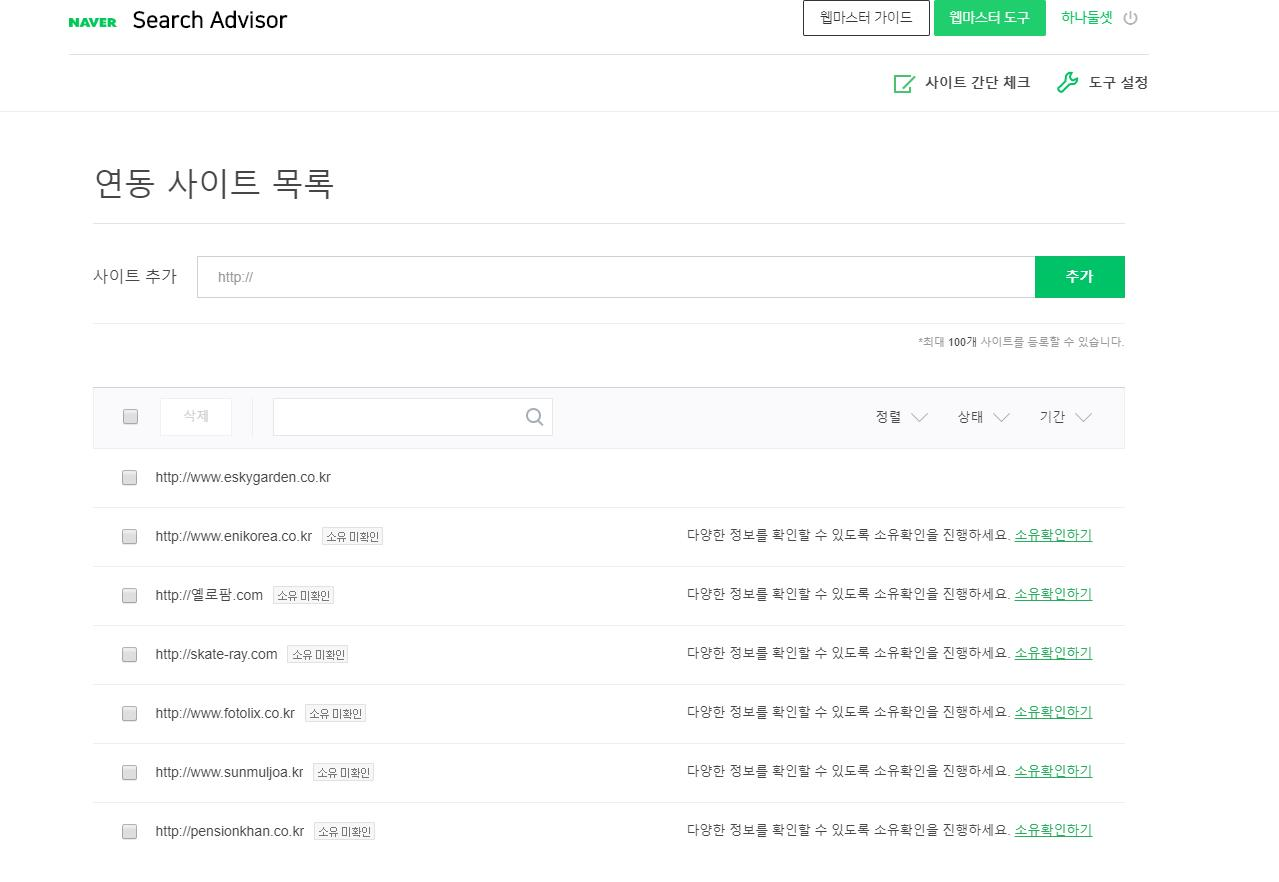 NAVER Search Advisor 웹마스터 가이드 웹마스터 도구 하나둘셋
사이트 간단 체크 도구 설정
연동 사이트 목록
사이트 추가 http:// 추가
*최대 100개 사이트를 등록할 수 있습니다.
삭제 정렬 상태 기간
http://www.eskygarden.co.kr
http://www.enikorea.co.kr 소유 미확인 다양한 정보를 확인할 수 있도록 소유확인을 진행하세요. 소유확인하기
http://옐로팜.com 소유 미확인 다양한 정보를 확인할 수 있도록 소유확인을 진행하세요. 소유확인하기
http://skate-ray.com 소유 미확인 다양한 정보를 확인할 수 있도록 소유확인을 진행하세요. 소유확인하기
http://www.fotolix.co.kr 소유 미확인 다양한 정보를 확인할 수 있도록 소유확인을 진행하세요. 소유확인하기
http://www.sunmuljoa.kr 소유 미확인 다양한 정보를 확인할 수 있도록 소유확인을 진행하세요. 소유확인하기
http://pensionkhan.co.kr 소유 미확인 다양한 정보를 확인할 수 있도록 소유확인을 진행하세요. 소유확인하기